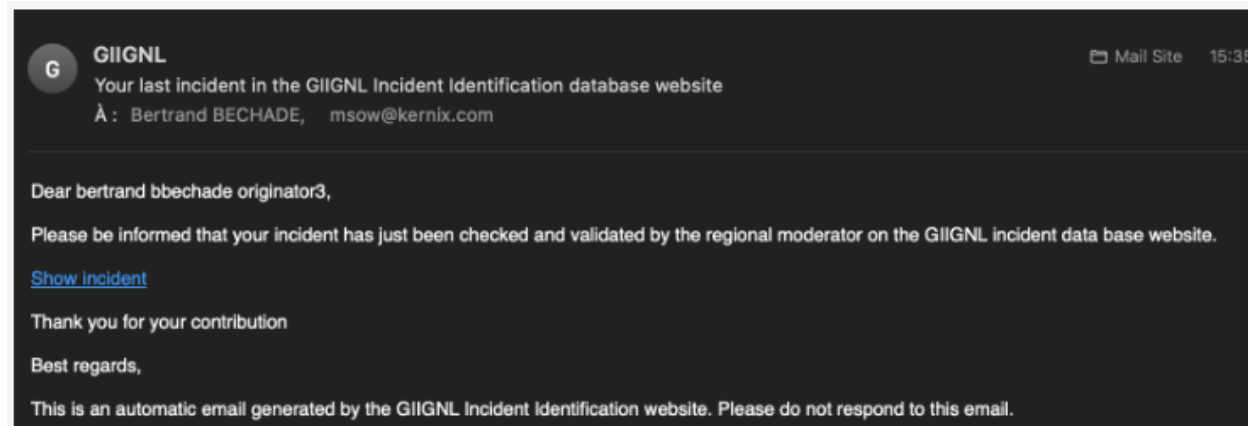 G
GIIGNL
Mail Site 15:35
Your last incident in the GIIGNL Incident Identification database website
À : Bertrand BECHADE, msow@kernix.com
Dear bertrand bbechade originator3,
Please be informed that your incident has just been checked and validated by the regional moderator on the GIIGNL incident data base website.
Show incident
Thank you for your contribution
Best regards,
This is an automatic email generated by the GIIGNL Incident Identification website. Please do not respond to this email.